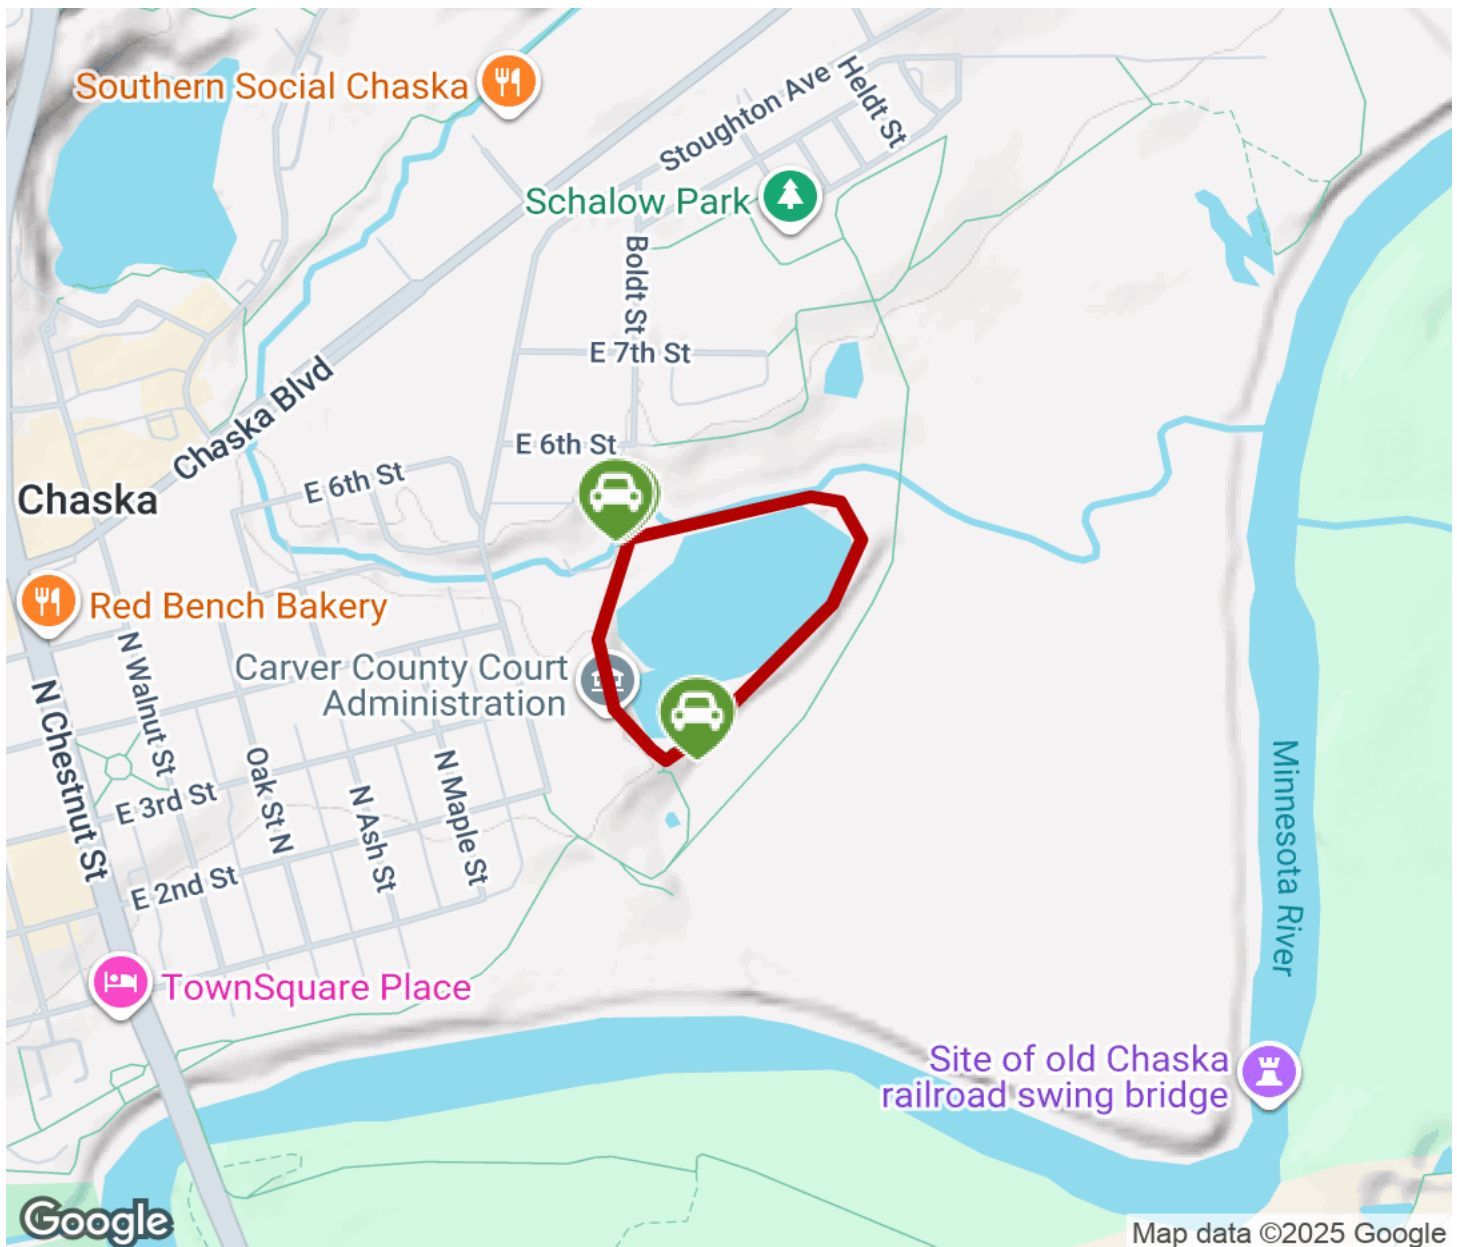 Southern Social Chaska
Stoughton Ave
Heldt St
Schalow Park
Boldt St
E 7th St
Chaska Blvd
E 6th St
E 6th St
Chaska
Red Bench Bakery
N Walnut St
Carver County Court
Administration
N Chestnut St
Oak St N
N Ash St
N Maple St
E 3rd St
E 2nd St
Minnesota River
TownSquare Place
Site of old Chaska
railroad swing bridge
Google
Map data ©2025 Google